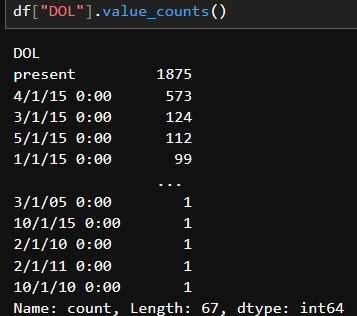 df["DOL"].value_counts()
DOL
present 1875
4/1/15 0:00 573
3/1/15 0:00 124
5/1/15 0:00 112
1/1/15 0:00 99
...
3/1/05 0:00 1
10/1/15 0:00 1
2/1/10 0:00 1
2/1/11 0:00 1
10/1/10 0:00 1
Name: count, Length: 67, dtype: int64